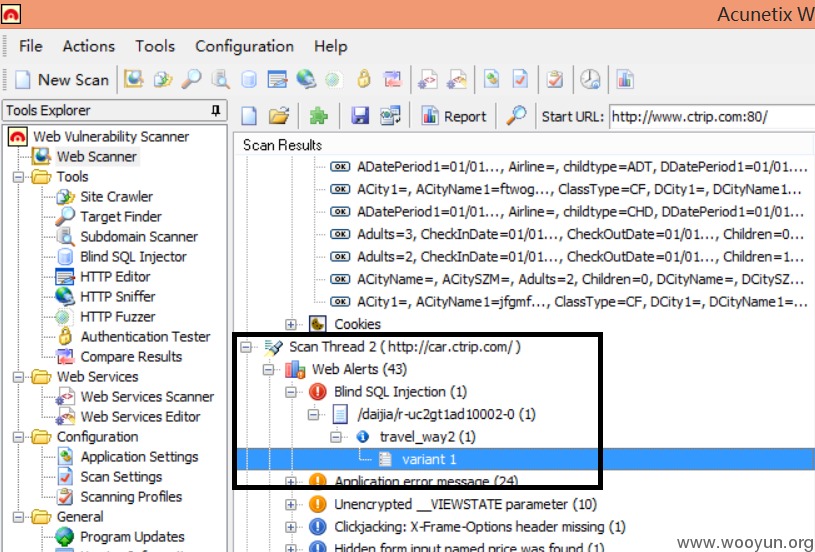 Acunetix W
File Actions Tools Configuration Help
New Scan
Tools Explorer
Report
Start URL: http://www.ctrip.com:80/
Web Vulnerability Scanner
Web Scanner
Tools
Site Crawler
Target Finder
Subdomain Scanner
Blind SQL Injector
HTTP Editor
HTTP Sniffer
HTTP Fuzzer
Authentication Tester
Compare Results
Web Services
Web Services Scanner
Web Services Editor
Configuration
Application Settings
Scan Settings
Scanning Profiles
General
Program Updates
Scan Results
OK ADatePeriod1=01/01..., Airline=, childtype=ADT, DDatePeriod1=01/01...
OK ACity1=, ACityName1=ftwog..., ClassType=CF, DCity1=, DCityName1...
OK ADatePeriod1=01/01..., Airline=, childtype=CHD, DDatePeriod1=01/01...
OK Adults=3, CheckInDate=01/01..., CheckOutDate=01/01..., Children=0...
OK Adults=2, CheckInDate=01/01..., CheckOutDate=01/01..., Children=1...
OK ACityName=, ACitySZM=, Adults=2, Children=0, DCityName=, DCitySZ...
OK ACity1=, ACityName1=jfgmf..., ClassType=CF, DCity1=, DCityName1=...
Cookies
Scan Thread 2 ( http://car.ctrip.com/ )
Web Alerts (43)
Blind SQL Injection (1)
/daijia/r-uc2gt1ad10002-0 (1)
travel_way2 (1)
variant 1
Application error message (24)
Unencrypted __VIEWSTATE parameter (10)
Clickjacking: X-Frame-Options header missing (1)
Hidden form input named price was found (1)
www.wooyun.org